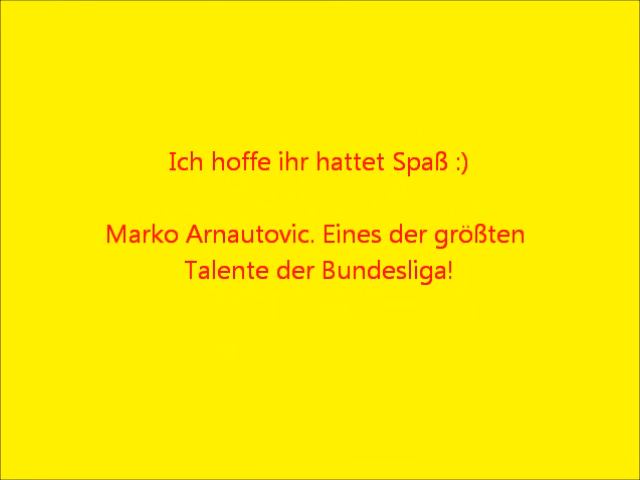 Ich hoffe ihr hattet Spaß :)
Marko Arnautovic. Eines der größten
Talente der Bundesliga!